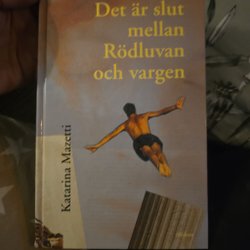 Det är slut
mellan
Rödluvan
och vargen
Katarina Mazetti